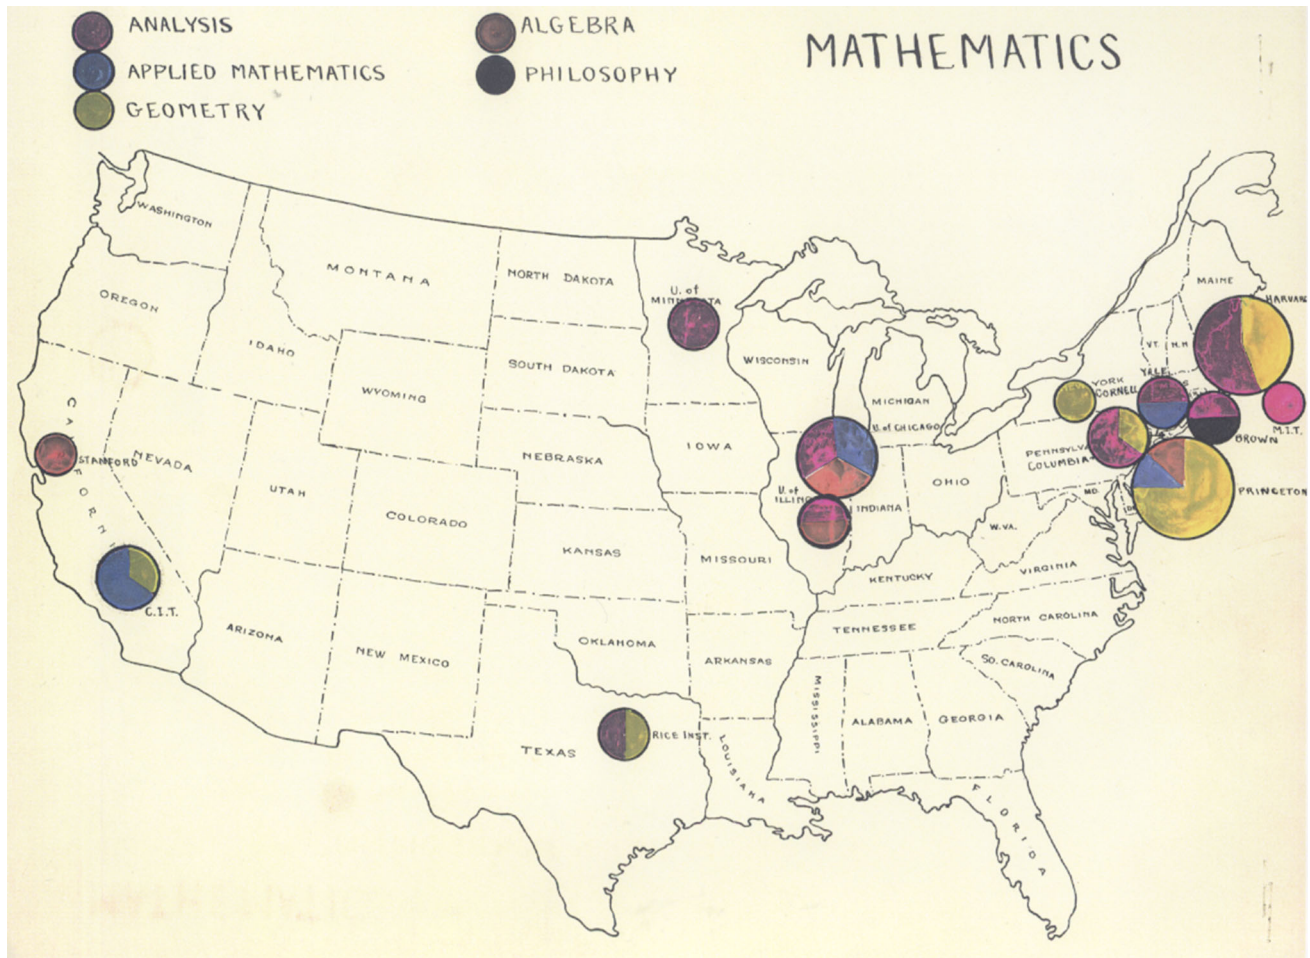 ANALYSIS
ALGEBRA
APPLIED MATHEMATICS
PHILOSOPHY
GEOMETRY
MATHEMATICS
WASHINGTON
OREGON
IDAHO
MONTANA
NORTH DAKOTA
SOUTH DAKOTA
U. of
MINNESOTA
WISCONSIN
MICHIGAN
U. of CHICAGO
MAINE
VT.
N.H
HARVARD
YALE
YORK
CORNELL
M.I.T.
BROWN
PENNSYLVA
COLUMBIA
PRINCETON
MD.
WYOMING
NEBRASKA
IOWA
U. of
ILLINO
INDIANA
OHIO
W.VA.
VIRGINIA
KENTUCKY
CALIFORNI
STANFORD
NEVADA
UTAH
COLORADO
KANSAS
MISSOURI
C.I.T.
ARIZONA
NEW MEXICO
OKLAHOMA
ARKANSAS
TENNESSEE
NORTH CAROLINA
SO. CAROLINA
MISSISSIPPI
ALABAMA
GEORGIA
TEXAS
RICE INST.
LOUISIANA
FLORIDA